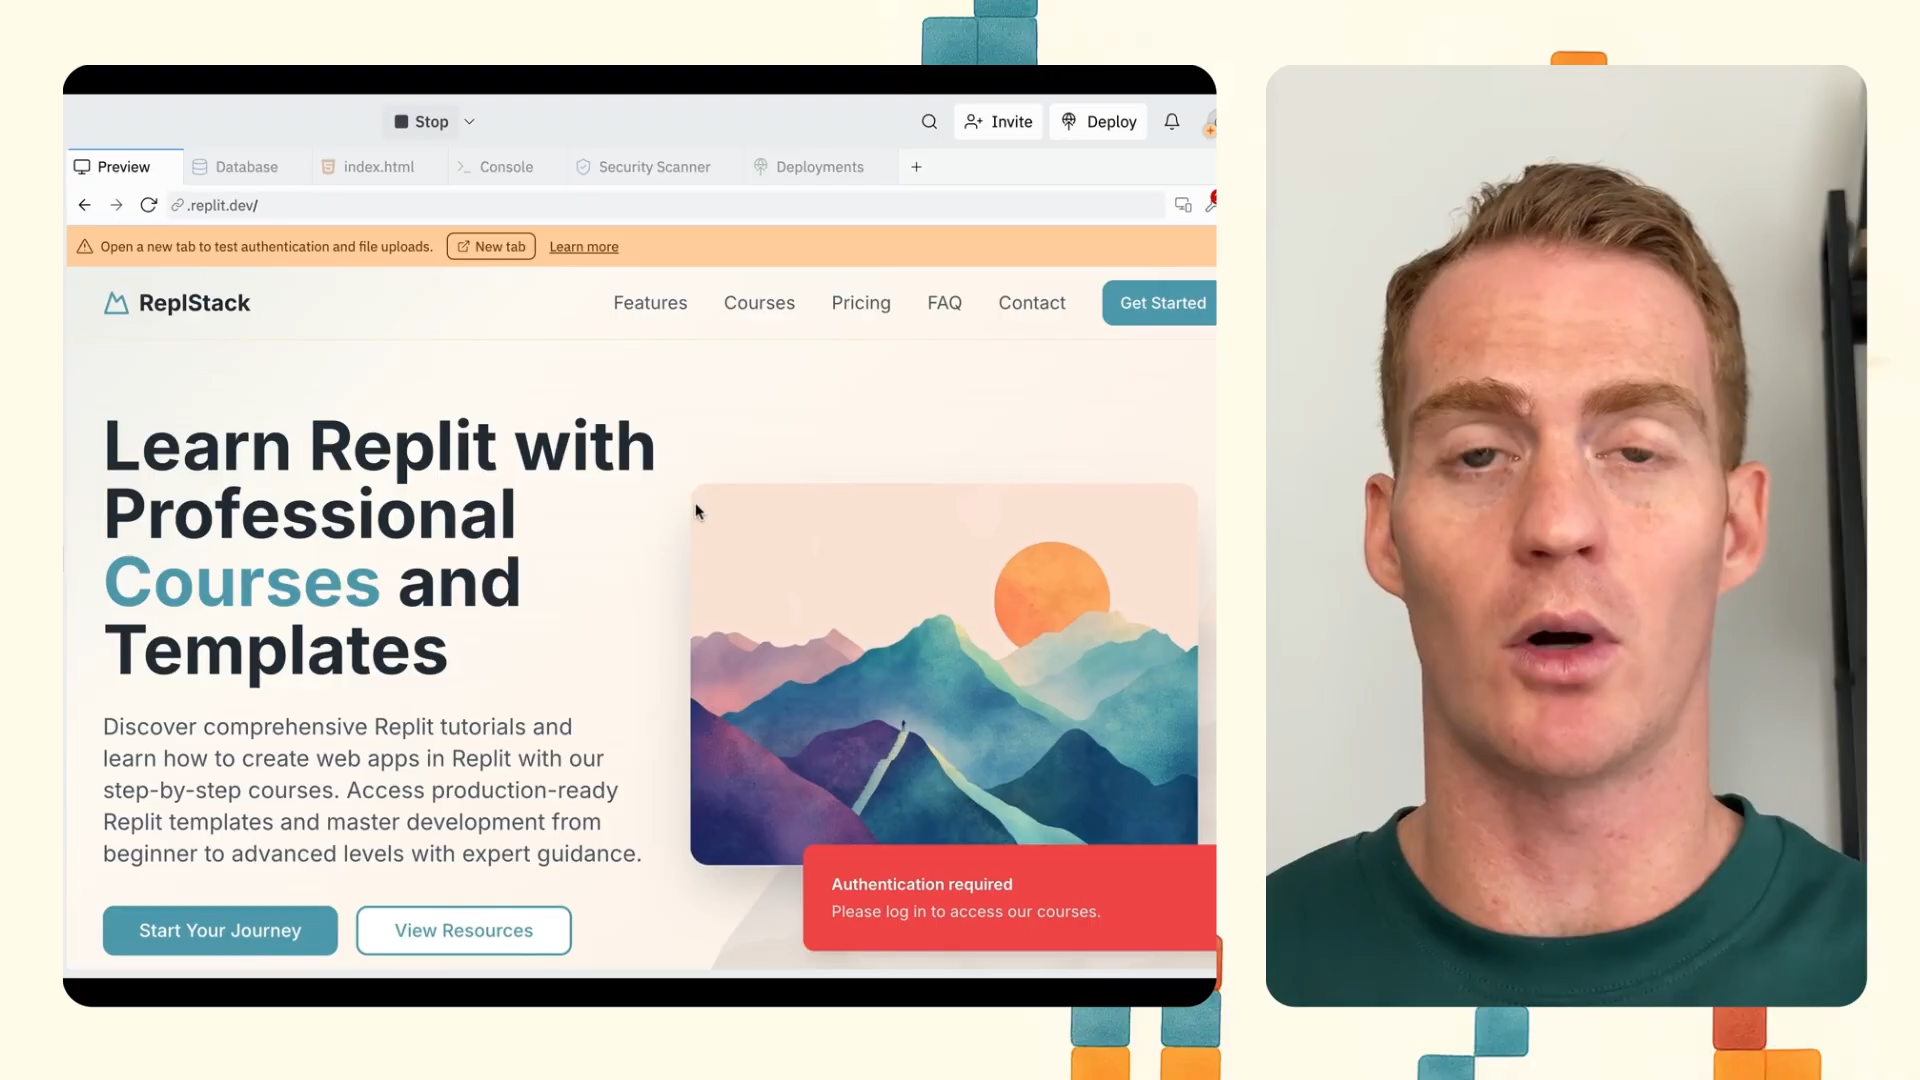 Stop
Invite
Deploy
Preview
Database
index.html
Console
Security Scanner
Deployments
.replit.dev/
Open a new tab to test authentication and file uploads.
New tab
Learn more
ReplStack
Features
Courses
Pricing
FAQ
Contact
Get Started
Learn Replit with
Professional
Courses and
Templates
Discover comprehensive Replit tutorials and
learn how to create web apps in Replit with our
step-by-step courses. Access production-ready
Replit templates and master development from
beginner to advanced levels with expert guidance.
Start Your Journey
View Resources
Authentication required
Please log in to access our courses.